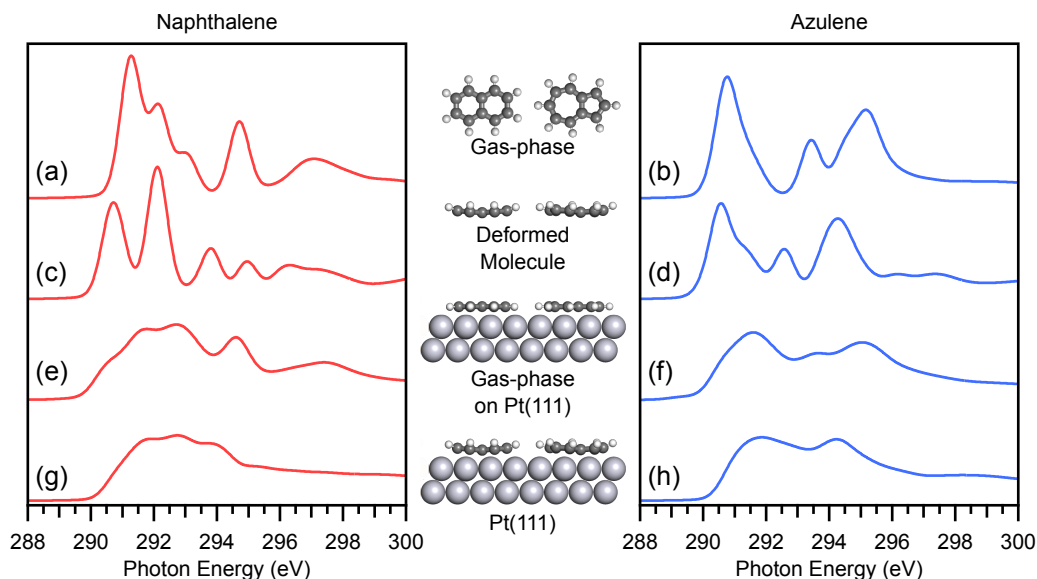 Naphthalene
Azulene
(a)
Gas-phase
(b)
(c)
Deformed
Molecule
(d)
(e)
Gas-phase
on Pt(111)
(f)
(g)
Pt(111)
(h)
288 290 292 294 296 298 300
288 290 292 294 296 298 300
Photon Energy (eV)
Photon Energy (eV)